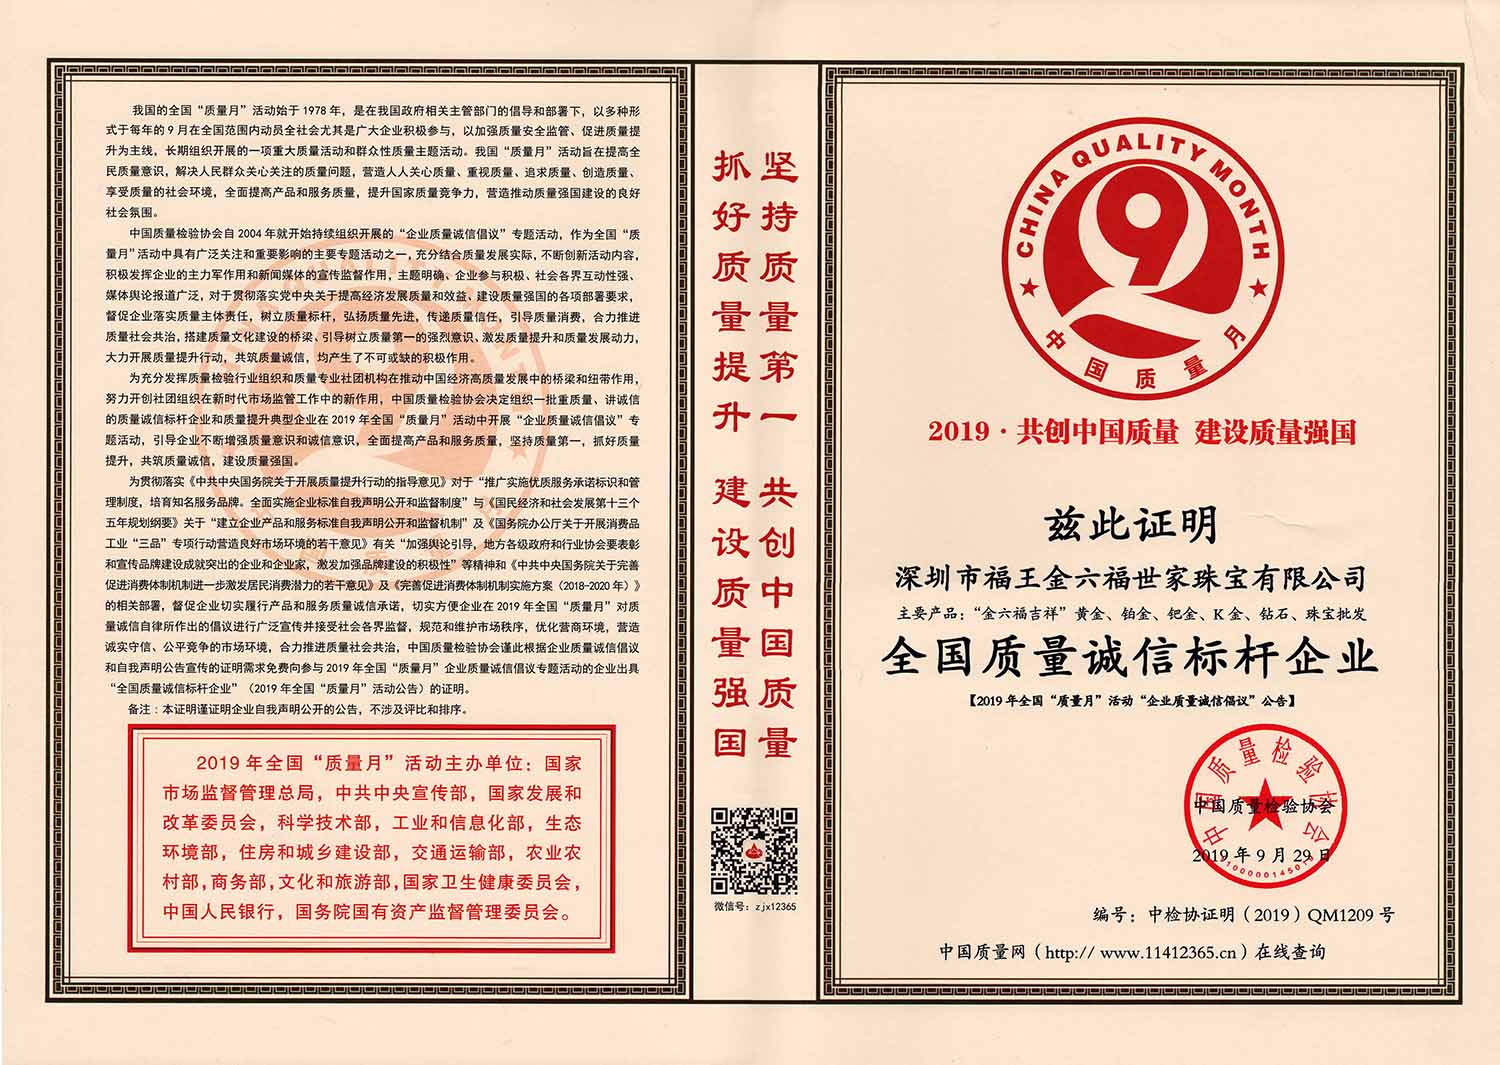 我国的全国“质量月”活动始于1978年，是在我国政府相关主管部门的倡导和部署下，以多种形
式于每年的9月在全国范围内动员全社会尤其是广大企业积极参与，以加强质量安全监管、促进质量提
升为主线，长期组织开展的一项重大质量活动和群众性质量主题活动。我国“质量月”活动旨在提高全
民质量意识，解决人民群众关心关注的质量问题，营造人人关心质量、重视质量、追求质量、创造质量、
享受质量的社会环境，全面提高产品和服务质量，提升国家质量竞争力，营造推动质量强国建设的良好
社会氛围。
中国质量检验协会自2004年就开始持续组织开展的“企业质量诚信倡议”专题活动，作为全国“质
量月”活动中具有广泛关注和重要影响的主要专题活动之一，充分结合质量发展实际，不断创新活动内容，
积极发挥企业的主力军作用和新闻媒体的宣传监督作用，主题明确、企业参与积极、社会各界互动性强、
媒体舆论报道广泛，对于贯彻落实党中央关于提高经济发展质量和效益、建设质量强国的各项部署要求，
督促企业落实质量主体责任，树立质量标杆，弘扬质量先进，传递质量信任，引导质量消费，合力推进
质量社会共治，搭建质量文化建设的桥梁、引导树立质量第一的强烈意识、激发质量提升和质量发展动力，
大力开展质量提升行动，共筑质量诚信，均产生了不可或缺的积极作用。
为充分发挥质量检验行业组织和质量专业社团机构在推动中国经济高质量发展中的桥梁和纽带作用，
努力开创社团组织在新时代市场监管工作中的新作用，中国质量检验协会决定组织一批重质量、讲诚信
的质量诚信标杆企业和质量提升典型企业在2019年全国“质量月”活动中开展“企业质量诚信倡议”专
题活动，引导企业不断增强质量意识和诚信意识，全面提高产品和服务质量，坚持质量第一，抓好质量
提升，共筑质量诚信，建设质量强国。
为贯彻落实《中共中央国务院关于开展质量提升行动的指导意见》对于“推广实施优质服务承诺标识和管
理制度，培育知名服务品牌。全面实施企业标准自我声明公开和监督制度”与《国民经济和社会发展第十三个
五年规划纲要》关于“建立企业产品和服务标准自我声明公开和监督机制”及《国务院办公厅关于开展消费品
工业“三品”专项行动营造良好市场环境的若干意见》有关“加强舆论引导，地方各级政府和行业协会要表彰
和宣传品牌建设成就突出的企业和企业家，激发加强品牌建设的积极性”等精神和《中共中央国务院关于完善
促进消费体制机制进一步激发居民消费潜力的若干意见》及《完善促进消费体制机制实施方案（2018-2020年）》
的相关部署，督促企业切实履行产品和服务质量诚信承诺，切实方便企业在2019年全国“质量月”对质
量诚信自律所作出的倡议进行广泛宣传并接受社会各界监督，规范和维护市场秩序，优化营商环境，营造
诚实守信、公平竞争的市场环境，合力推进质量社会共治，中国质量检验协会谨此根据企业质量诚信倡议
和自我声明公告宣传的证明需求免费向参与2019年全国“质量月”企业质量诚信倡议专题活动的企业出具
“全国质量诚信标杆企业”（2019年全国“质量月”活动公告）的证明。
备注：本证明谨证明企业自我声明公开的公告，不涉及评比和排序。
2019年全国“质量月”活动主办单位：国家
市场监督管理总局，中共中央宣传部，国家发展和
改革委员会，科学技术部，工业和信息化部，生态
环境部，住房和城乡建设部，交通运输部，农业农
村部，商务部，文化和旅游部，国家卫生健康委员会，
中国人民银行，国务院国有资产监督管理委员会。
坚持质量第一 共创中国质量
抓好质量提升 建设质量强国
微信号：zjx12365
CHINA QUALITY MONTH
9
中国质量月
2019·共创中国质量 建设质量强国
兹此证明
深圳市福王金六福世家珠宝有限公司
主要产品：“金六福吉祥”黄金、铂金、钯金、K金、钻石、珠宝批发
全国质量诚信标杆企业
【2019年全国“质量月”活动“企业质量诚信倡议”公告】
中国质量检验协会
中国质量检验协会
2019年9月29日
编号：中检协证明（2019）QM1209号
中国质量网（http:// www.11412365.cn）在线查询